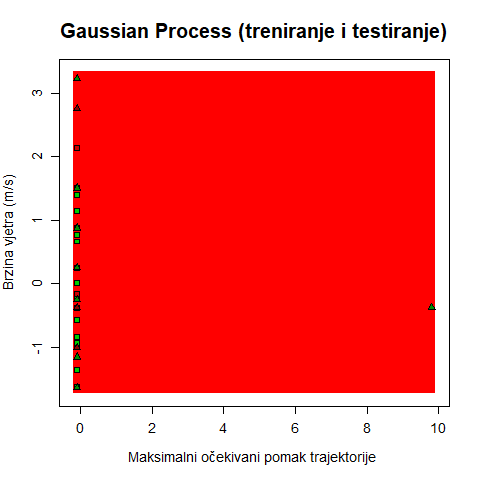 Gaussian Process (treniranje i testiranje)
Brzina vjetra (m/s)
3
2
1
0
-1
0 2 4 6 8 10
Maksimalni očekivani pomak trajektorije